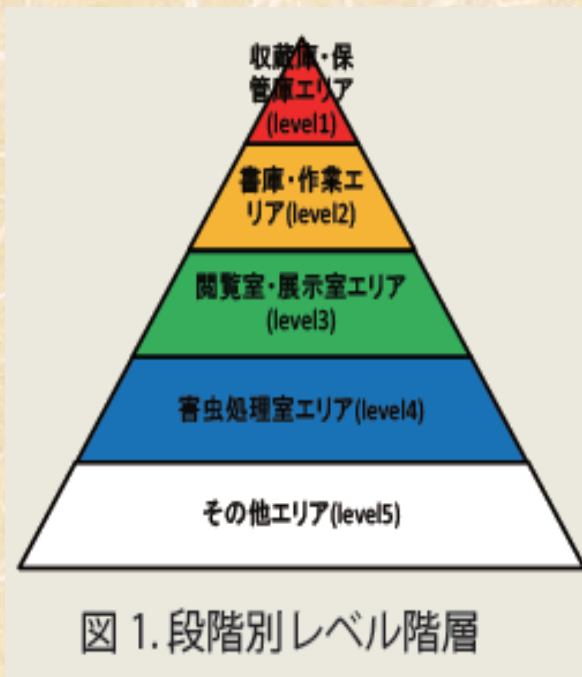 収蔵庫・保
管庫エリア
(level1)
書庫・作業エ
リア(level2)
閲覧室・展示室エリア
(level3)
害虫処理室エリア(level4)
その他エリア(level5)
図 1. 段階別レベル階層